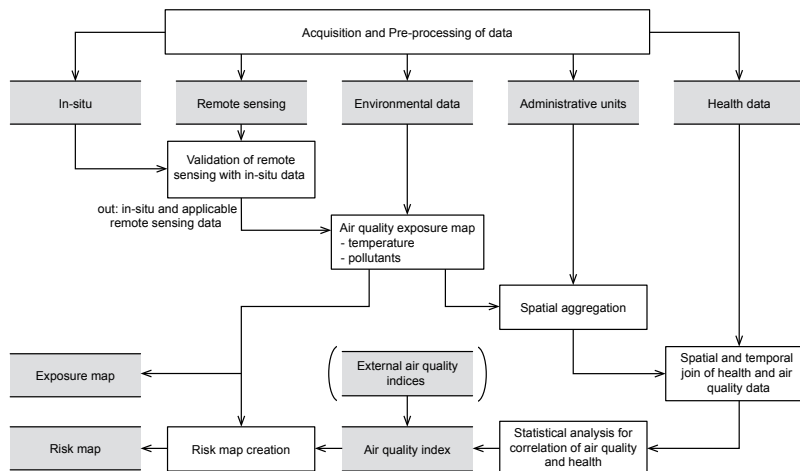 Acquisition and Pre-processing of data
In-situ
Remote sensing
Environmental data
Administrative units
Health data
Validation of remote
sensing with in-situ data
out: in-situ and applicable
remote sensing data
Air quality exposure map
- temperature
- pollutants
Spatial aggregation
Exposure map
External air quality
indices
Spatial and temporal
join of health and air
quality data
Risk map
Risk map creation
Air quality index
Statistical analysis for
correlation of air quality
and health